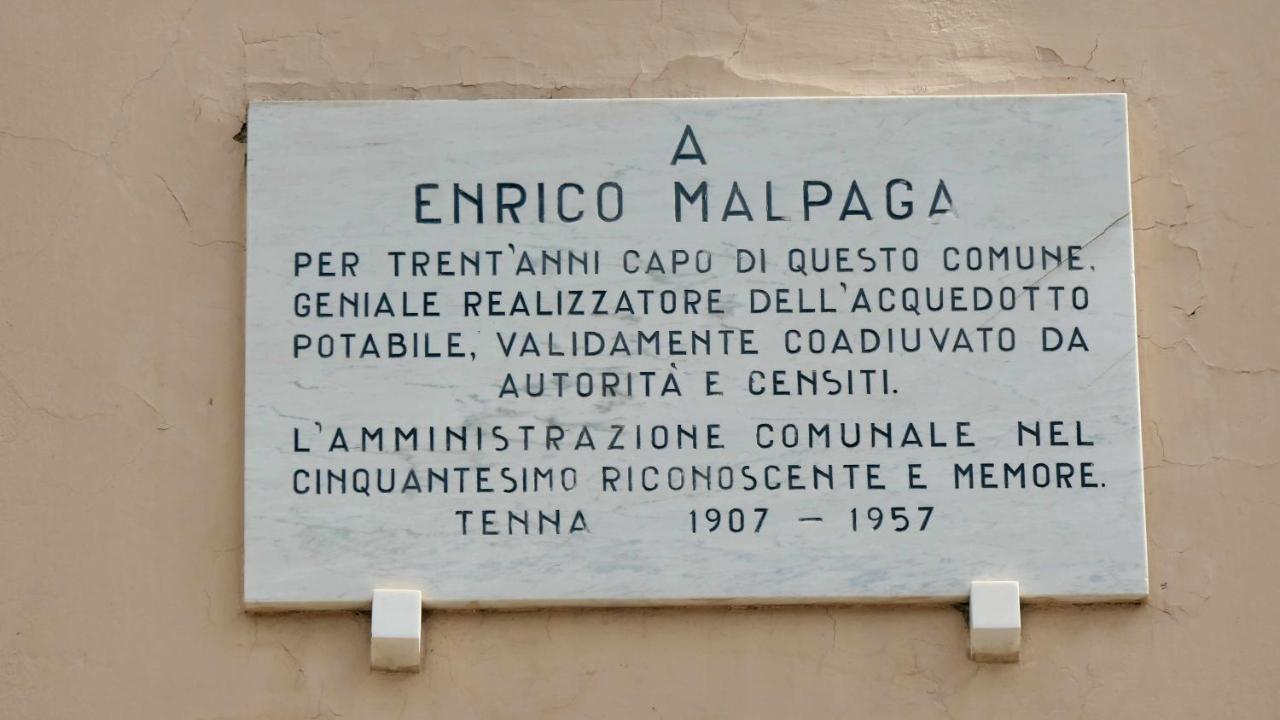 A
ENRICO MALPAGA
PER TRENT'ANNI CAPO DI QUESTO COMUNE.
GENIALE REALIZZATORE DELL'ACQUEDOTTO
POTABILE, VALIDAMENTE COADIUVATO DA
AUTORITÀ E CENSITI.
L'AMMINISTRAZIONE COMUNALE NEL
CINQUANTESIMO RICONOSCENTE E MEMORE.
TENNA 1907 – 1957